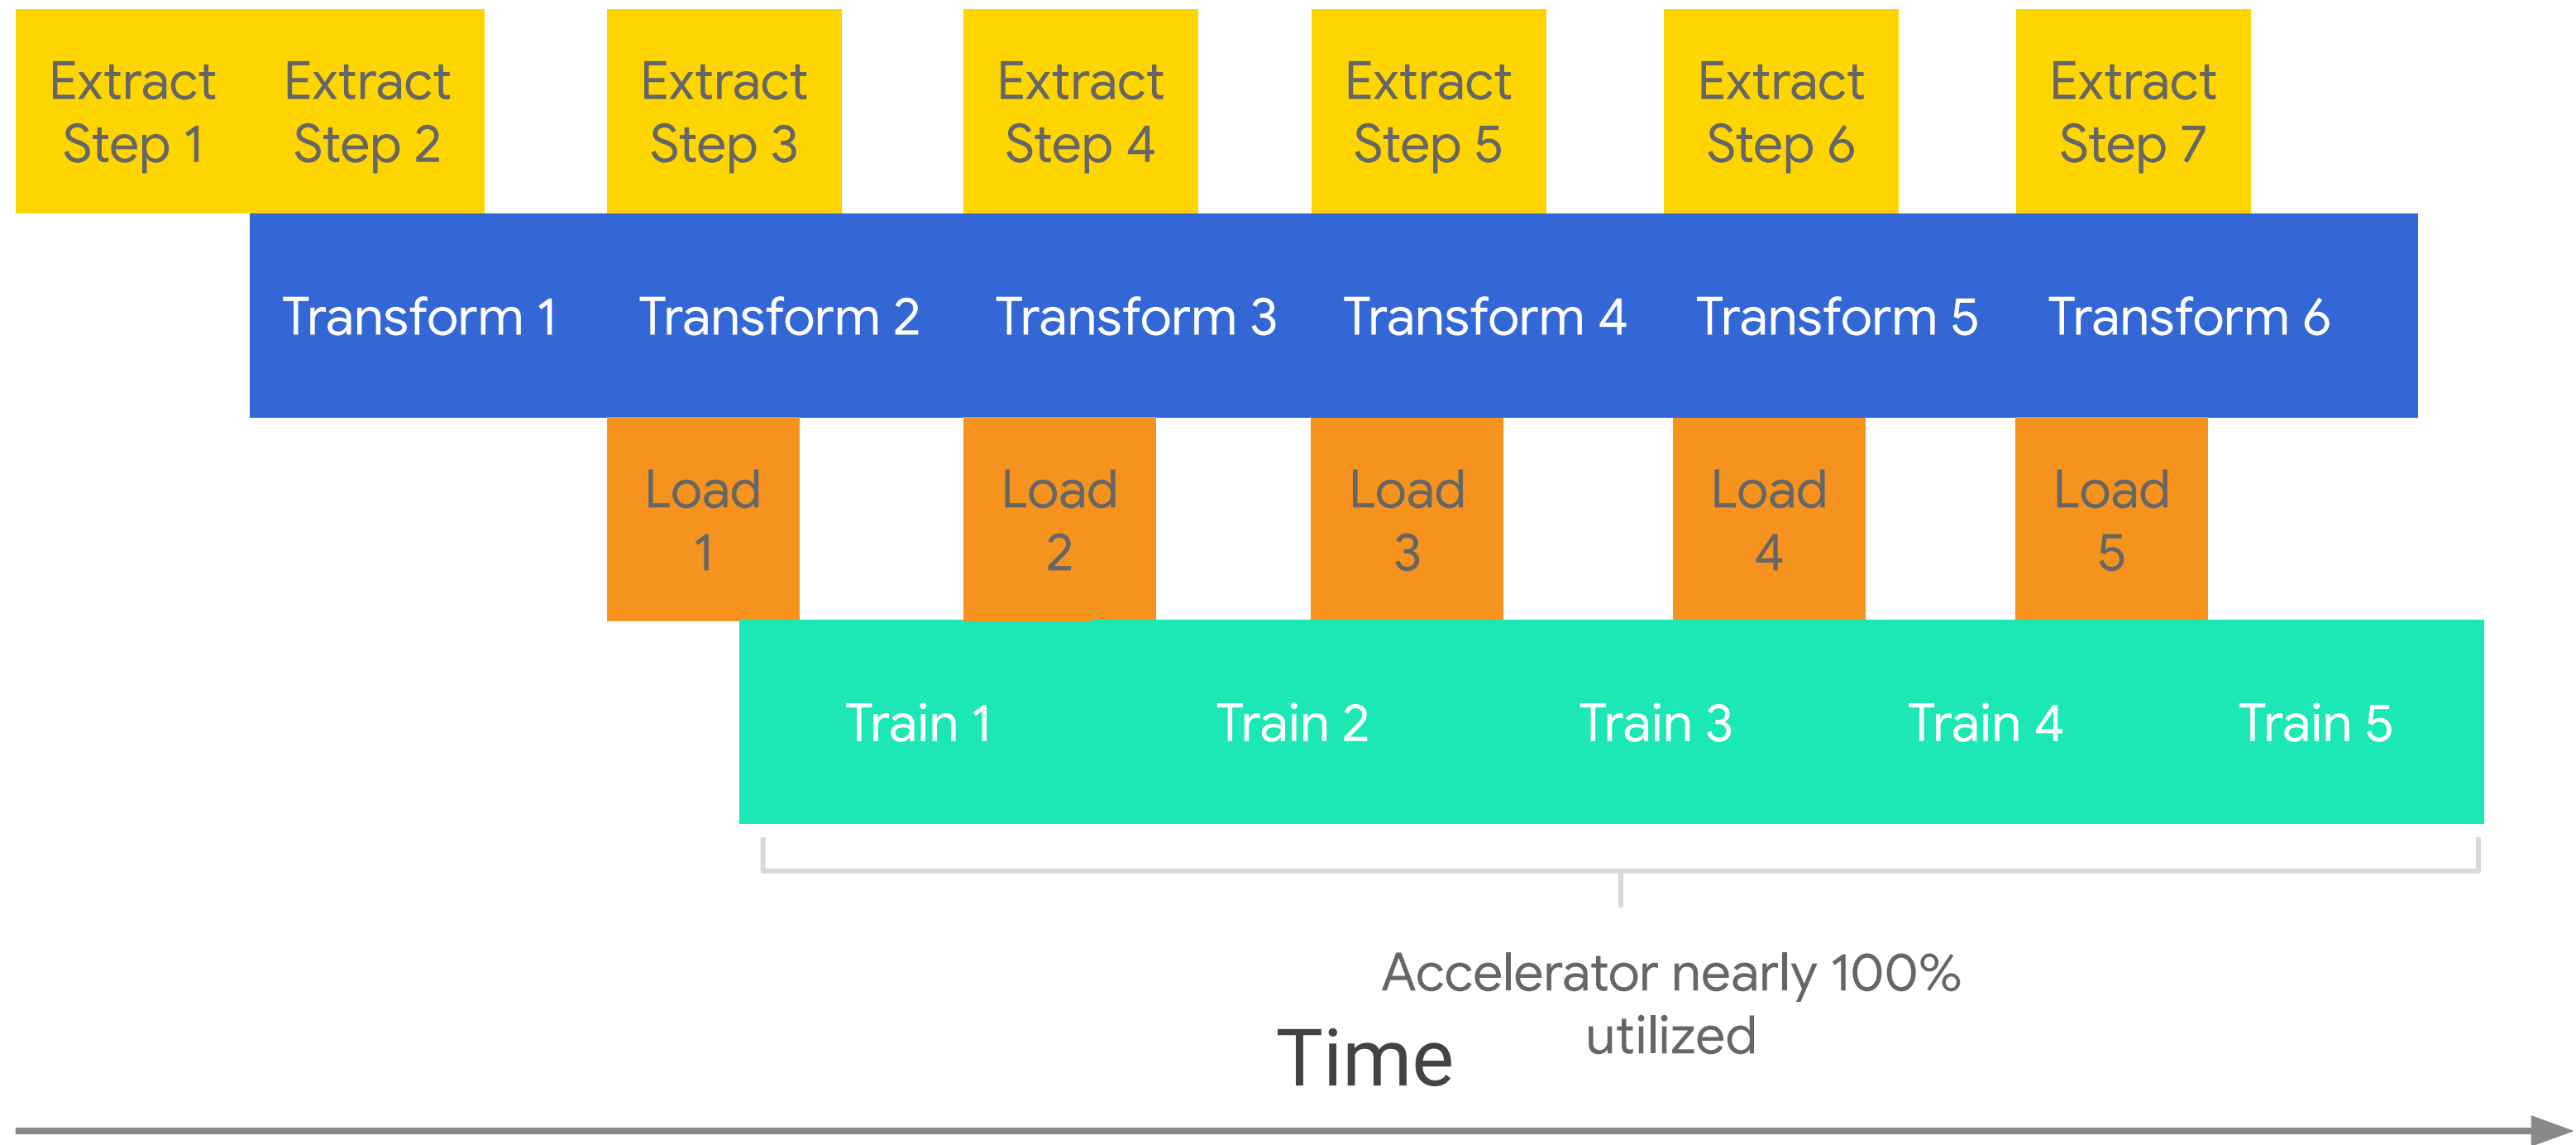 Extract
Step 1
Extract
Step 2
Extract
Step 3
Extract
Step 4
Extract
Step 5
Extract
Step 6
Extract
Step 7
Transform 1
Transform 2
Transform 3
Transform 4
Transform 5
Transform 6
Load
1
Load
2
Load
3
Load
4
Load
5
Train 1
Train 2
Train 3
Train 4
Train 5
Accelerator nearly 100%
utilized
Time